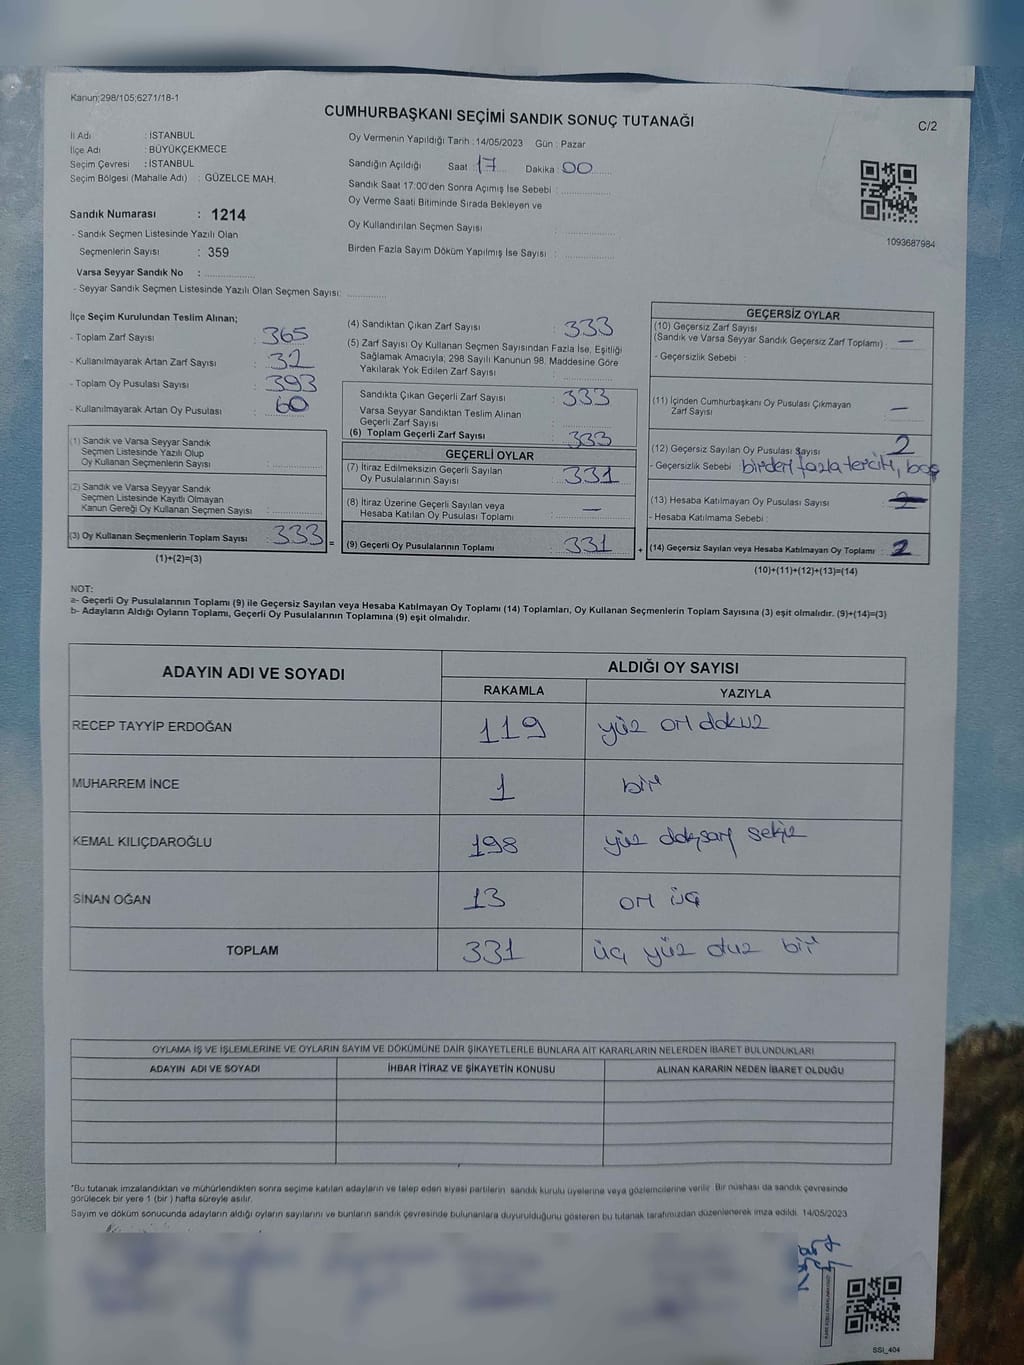 Kanun:298/105;6271/18-1
CUMHURBAŞKANI SEÇİMİ SANDIK SONUÇ TUTANAĞI
C/2
İl Adı : İSTANBUL
İlçe Adı : BÜYÜKÇEKMECE
Seçim Çevresi : İSTANBUL
Seçim Bölgesi (Mahalle Adı) : GÜZELCE MAH.
Sandık Numarası : 1214
- Sandık Seçmen Listesinde Yazılı Olan
Seçmenlerin Sayısı : 359
Varsa Seyyar Sandık No :
- Seyyar Sandık Seçmen Listesinde Yazılı Olan Seçmen Sayısı:
Oy Vermenin Yapıldığı Tarih : 14/05/2023 Gün : Pazar
Sandığın Açıldığı Saat : 17 Dakika : 00
Sandık Saat 17:00'den Sonra Açımış İse Sebebi :
Oy Verme Saati Bitiminde Sırada Bekleyen ve
Oy Kullandırılan Seçmen Sayısı :
Birden Fazla Sayım Döküm Yapılmış İse Sayısı :
1093687984
İlçe Seçim Kurulundan Teslim Alınan;
- Toplam Zarf Sayısı : 365
- Kullanılmayarak Artan Zarf Sayısı : 32
- Toplam Oy Pusulası Sayısı : 393
- Kullanılmayarak Artan Oy Pusulası : 60
(1) Sandık ve Varsa Seyyar Sandık
Seçmen Listesinde Yazılı Olup
Oy Kullanan Seçmenlerin Sayısı :
(2) Sandık ve Varsa Seyyar Sandık
Seçmen Listesinde Kayıtlı Olmayan
Kanun Gereği Oy Kullanan Seçmen Sayısı :
(3) Oy Kullanan Seçmenlerin Toplam Sayısı : 333 =
(1)+(2)=(3)
(4) Sandıktan Çıkan Zarf Sayısı : 333
(5) Zarf Sayısı Oy Kullanan Seçmen Sayısından Fazla İse, Eşitliği
Sağlamak Amacıyla; 298 Sayılı Kanunun 98. Maddesine Göre
Yakılarak Yok Edilen Zarf Sayısı :
Sandıkta Çıkan Geçerli Zarf Sayısı : 333
Varsa Seyyar Sandıktan Teslim Alınan
Geçerli Zarf Sayısı :
(6) Toplam Geçerli Zarf Sayısı : 333
GEÇERLİ OYLAR
(7) İtiraz Edilmeksizin Geçerli Sayılan
Oy Pusulalarının Sayısı : 331
(8) İtiraz Üzerine Geçerli Sayılan veya
Hesaba Katılan Oy Pusulası Toplamı : —
(9) Geçerli Oy Pusulalarının Toplamı : 331 +
GEÇERSİZ OYLAR
(10) Geçersiz Zarf Sayısı
(Sandık ve Varsa Seyyar Sandık Geçersiz Zarf Toplamı) : —
- Geçersizlik Sebebi :
(11) İçinden Cumhurbaşkanı Oy Pusulası Çıkmayan
Zarf Sayısı : —
(12) Geçersiz Sayılan Oy Pusulası Sayısı : 2
- Geçersizlik Sebebi : birden fazla tercih, boş
(13) Hesaba Katılmayan Oy Pusulası Sayısı
- Hesaba Katılmama Sebebi :
(14) Geçersiz Sayılan veya Hesaba Katılmayan Oy Toplamı : 2
(10)+(11)+(12)+(13)=(14)
NOT:
a- Geçerli Oy Pusulalarının Toplamı (9) ile Geçersiz Sayılan veya Hesaba Katılmayan Oy Toplamı (14) Toplamları, Oy Kullanan Seçmenlerin Toplam Sayısına (3) eşit olmalıdır. (9)+(14)=(3)
b- Adayların Aldığı Oyların Toplamı, Geçerli Oy Pusulalarının Toplamına (9) eşit olmalıdır.
ADAYIN ADI VE SOYADI ALDIĞI OY SAYISI
RAKAMLA YAZIYLA
RECEP TAYYİP ERDOĞAN 119 yüz on dokuz
MUHARREM İNCE 1 bir
KEMAL KILIÇDAROĞLU 198 yüz doksan sekiz
SİNAN OĞAN 13 on üç
TOPLAM 331 üç yüz otuz bir
OYLAMA İŞ VE İŞLEMLERİNE VE OYLARIN SAYIM VE DÖKÜMÜNE DAİR ŞİKAYETLERLE BUNLARA AİT KARARLARIN NELERDEN İBARET BULUNDUKLARI
ADAYIN ADI VE SOYADI İHBAR İTİRAZ VE ŞİKAYETİN KONUSU ALINAN KARARIN NEDEN İBARET OLDUĞU
*Bu tutanak imzalandıktan ve mühürlendikten sonra seçime katılan adayların ve talep eden siyasi partilerin sandık kurulu üyelerine veya gözlemcilerine verilir. Bir nüshası da sandık çevresinde
görülecek bir yere 1 (bir) hafta süreyle asılır.
Sayım ve döküm sonucunda adayların aldığı oyların sayılarını ve bunların sandık çevresinde bulunanlara duyurulduğunu gösteren bu tutanak tarafımızdan düzenlenerek imza edildi. 14/05/2023
SSI_404